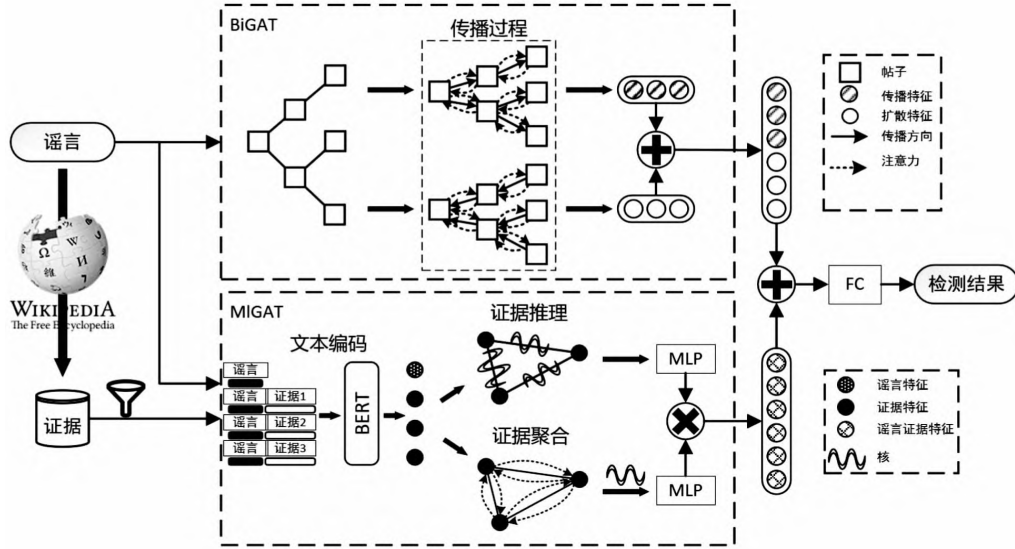 BiGAT
传播过程
谣言
WIKIPEDIA
The Free Encyclopedia
证据
帖子
传播特征
扩散特征
传播方向
注意力
FC
检测结果
MIGAT
文本编码
谣言
谣言 证据1
谣言 证据2
谣言 证据3
BERT
证据推理
证据聚合
MLP
MLP
谣言特征
证据特征
谣言证据特征
核